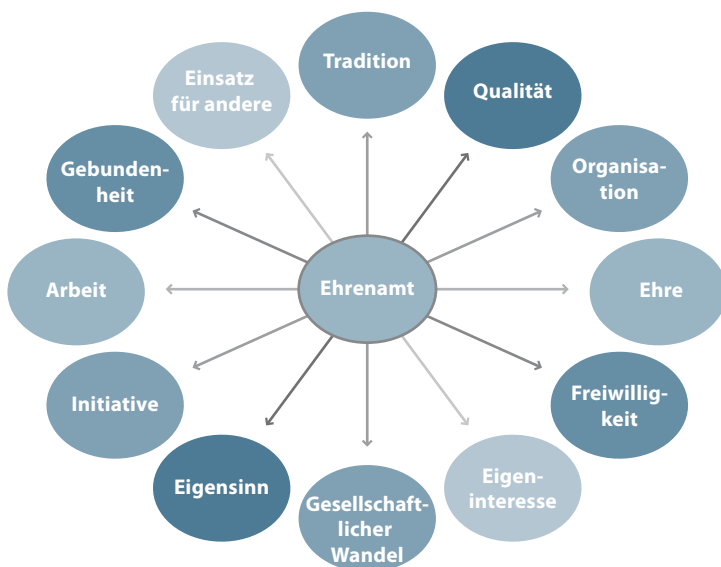 Tradition
Einsatz
für andere
Qualität
Gebunden-
heit
Organisa-
tion
Arbeit
Ehrenamt
Ehre
Initiative
Freiwillig-
keit
Eigensinn
Gesellschaft-
licher
Wandel
Eigen-
interesse